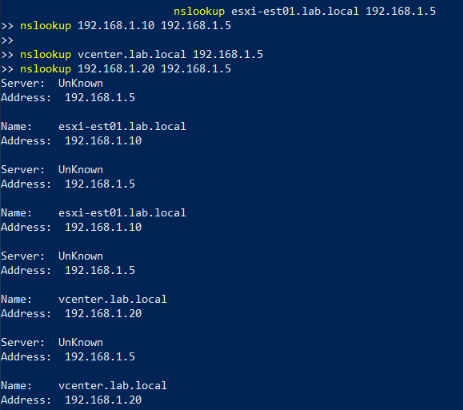 nslookup esxi-est01.lab.local 192.168.1.5
>> nslookup 192.168.1.10 192.168.1.5
>>
>> nslookup vcenter.lab.local 192.168.1.5
>> nslookup 192.168.1.20 192.168.1.5
Server:  UnKnown
Address:  192.168.1.5

Name:    esxi-est01.lab.local
Address:  192.168.1.10

Server:  UnKnown
Address:  192.168.1.5

Name:    esxi-est01.lab.local
Address:  192.168.1.10

Server:  UnKnown
Address:  192.168.1.5

Name:    vcenter.lab.local
Address:  192.168.1.20

Server:  UnKnown
Address:  192.168.1.5

Name:    vcenter.lab.local
Address:  192.168.1.20